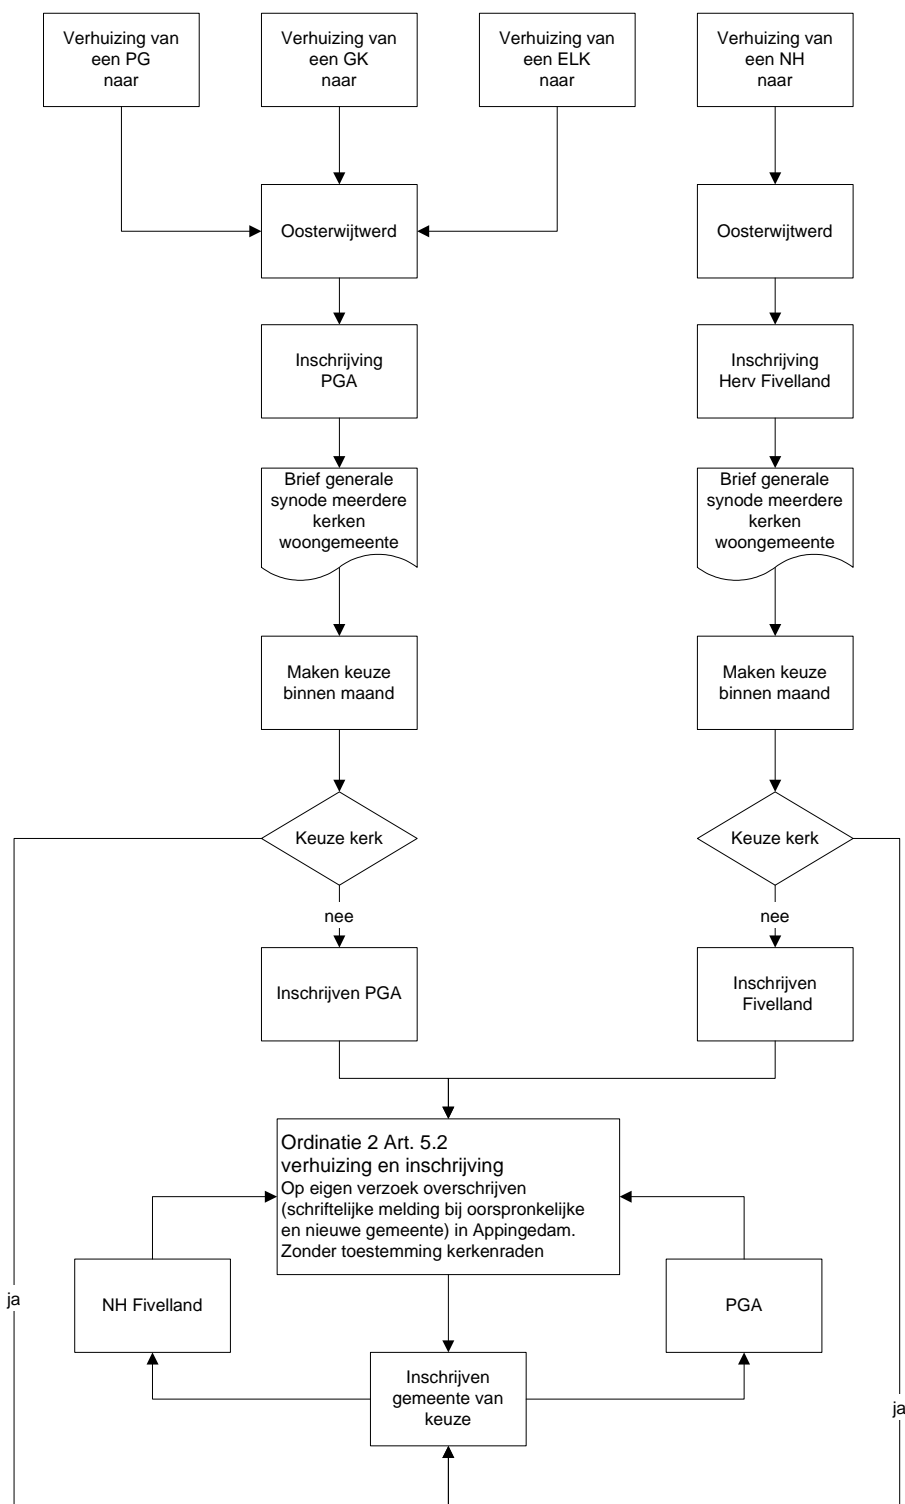 Verhuizing van
een PG
naar
Verhuizing van
een GK
naar
Verhuizing van
een ELK
naar
Verhuizing van
een NH
naar
Oosterwijtwerd
Oosterwijtwerd
Inschrijving
PGA
Inschrijving
Herv Fivelland
Brief generale
synode meerdere
kerken
woongemeente
Brief generale
synode meerdere
kerken
woongemeente
Maken keuze
binnen maand
Maken keuze
binnen maand
Keuze kerk
Keuze kerk
nee
nee
Inschrijven PGA
Inschrijven
Fivelland
Ordinatie 2 Art. 5.2
verhuizing en inschrijving
Op eigen verzoek overschrijven
(schriftelijke melding bij oorspronkelijke
en nieuwe gemeente) in Appingedam.
Zonder toestemming kerkenraden
ja
NH Fivelland
PGA
Inschrijven
gemeente van
keuze
ja